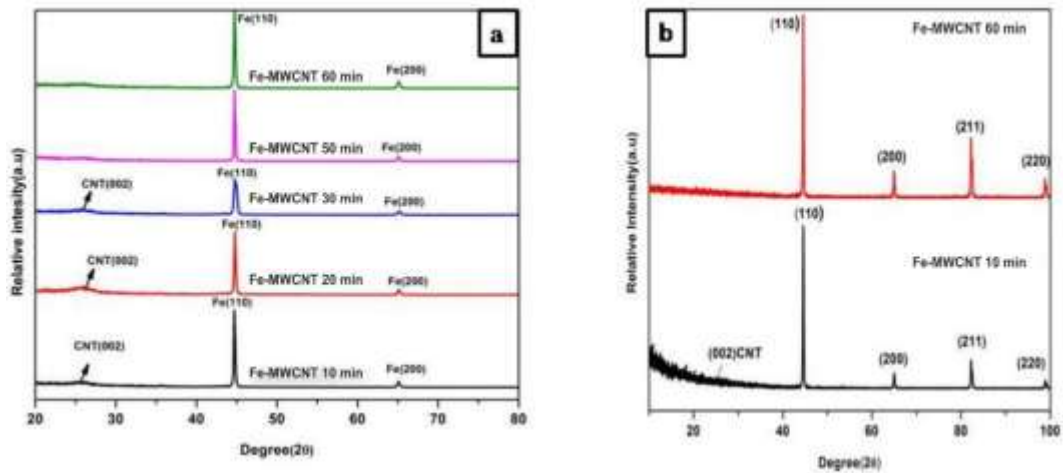 a
Fe(110)
Fe(200)
Fe-MWCNT 60 min
Fe-MWCNT 50 min
Fe(200)
Fe(110)
CNT(002)
Fe-MWCNT 30 min
Fe(200)
Fe(110)
CNT(002)
Fe-MWCNT 20 min
Fe(200)
Fe(110)
CNT(002)
Fe-MWCNT 10 min
Fe(200)
20 30 40 50 60 70 80
Degree(2θ)
Relative intesity(a.u)
b
(110)
Fe-MWCNT 60 min
(211)
(200)
(220)
(110)
Fe-MWCNT 10 min
(002)CNT
(200)
(211)
(220)
20 40 60 80 100
Degree(2θ)
Relative Intensity(a.u)